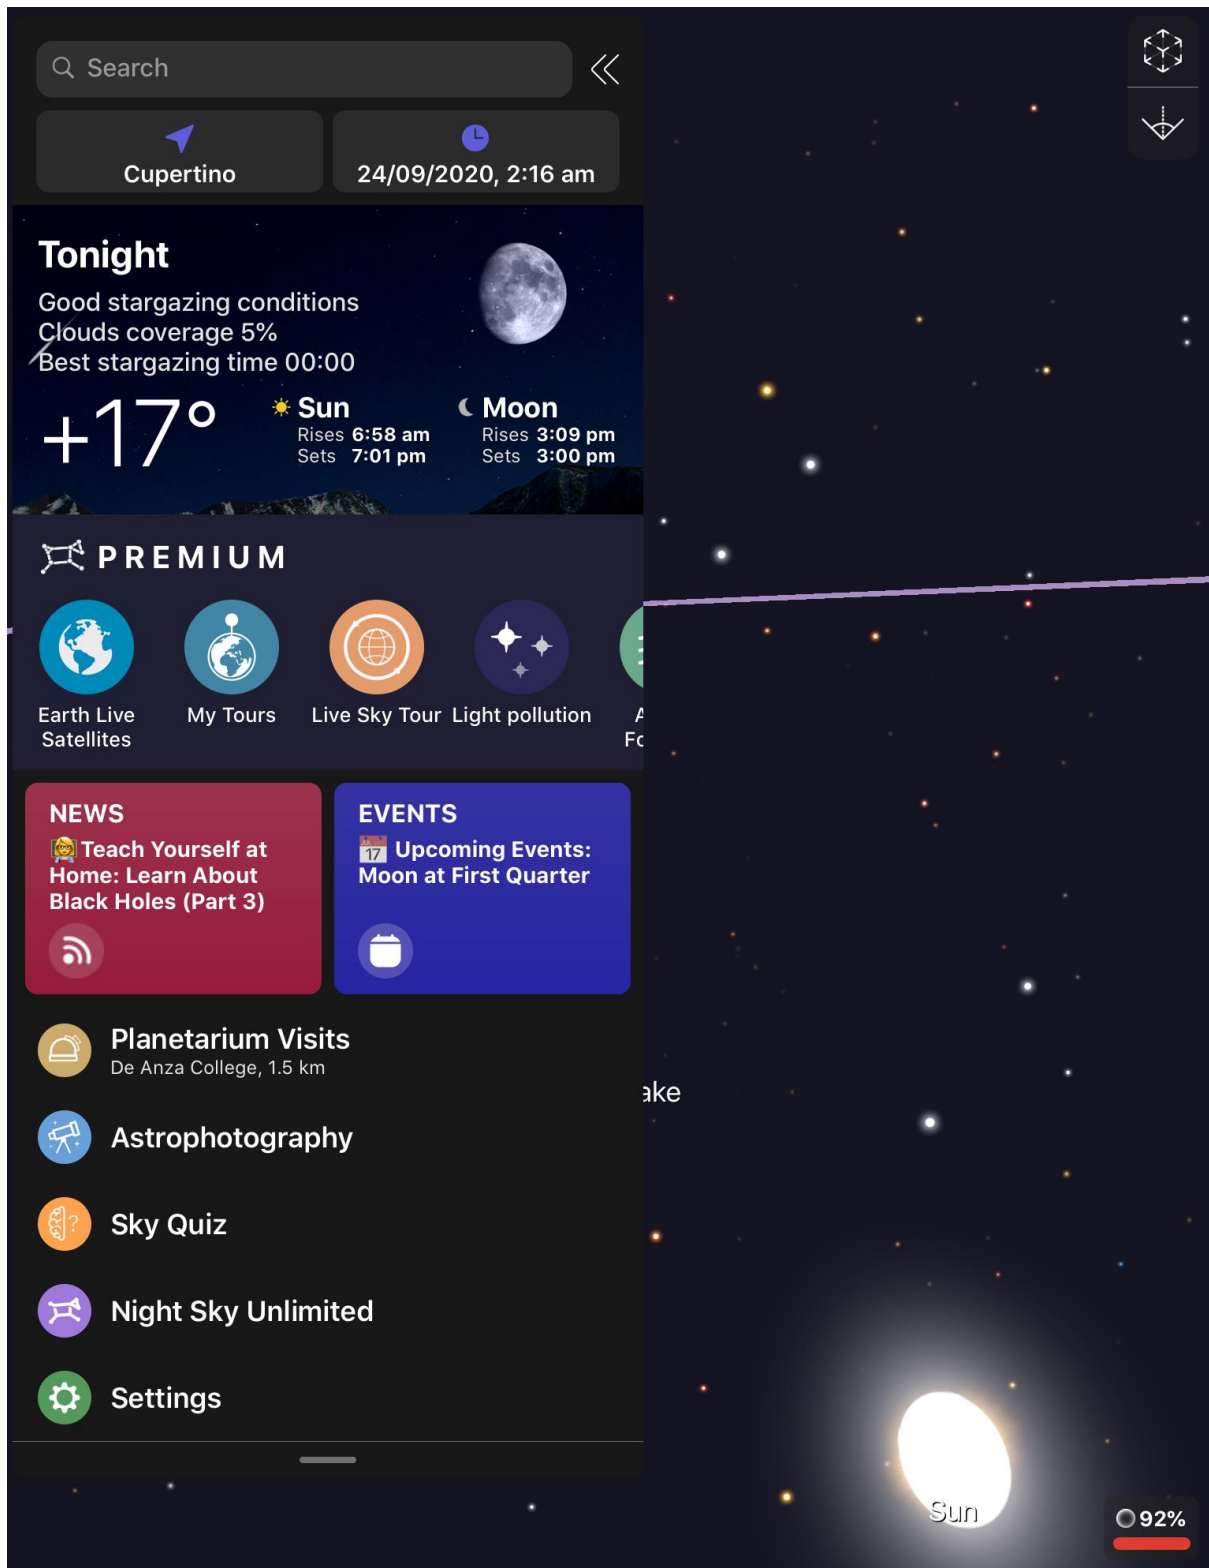 Search
Cupertino
24/09/2020, 2:16 am
Tonight
Good stargazing conditions
Clouds coverage 5%
Best stargazing time 00:00
+17°
Sun
Rises 6:58 am
Sets 7:01 pm
Moon
Rises 3:09 pm
Sets 3:00 pm
PREMIUM
Earth Live
Satellites
My Tours
Live Sky Tour
Light pollution
NEWS
Teach Yourself at
Home: Learn About
Black Holes (Part 3)
EVENTS
17 Upcoming Events:
Moon at First Quarter
Planetarium Visits
De Anza College, 1.5 km
Astrophotography
Sky Quiz
Night Sky Unlimited
Settings
ake
Sun
92%